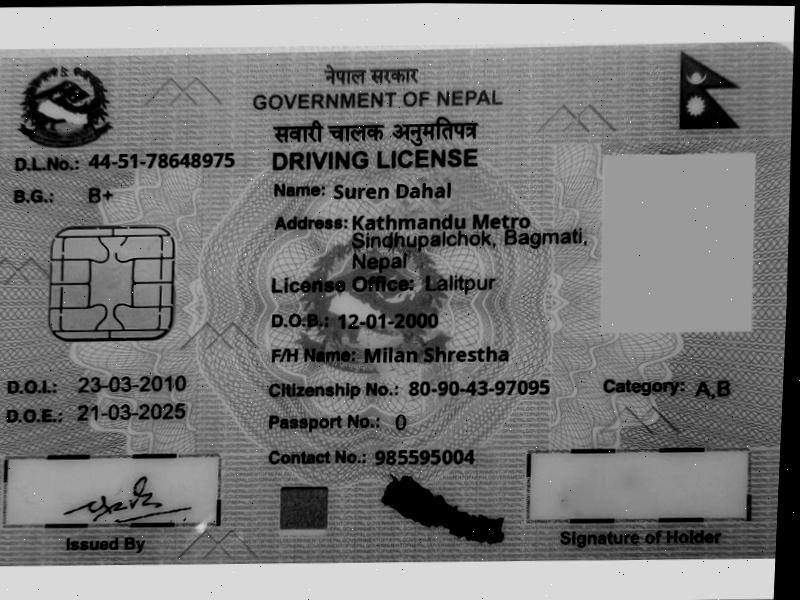 नेपाल सरकार
GOVERNMENT OF NEPAL
सवारी चालक अनुमतिपत्र
DRIVING LICENSE
D.L.No.: 44-51-78648975
B.G.: B+
Name: Suren Dahal
Address: Kathmandu Metro
Sindhupalchok, Bagmati,
Nepal
License Office: Lalitpur
D.O.B.: 12-01-2000
F/H Name: Milan Shrestha
D.O.I.: 23-03-2010
Citizenship No.: 80-90-43-97095
Category: A,B
D.O.E.: 21-03-2025
Passport No.: 0
Contact No.: 985595004
Issued By
Signature of Holder